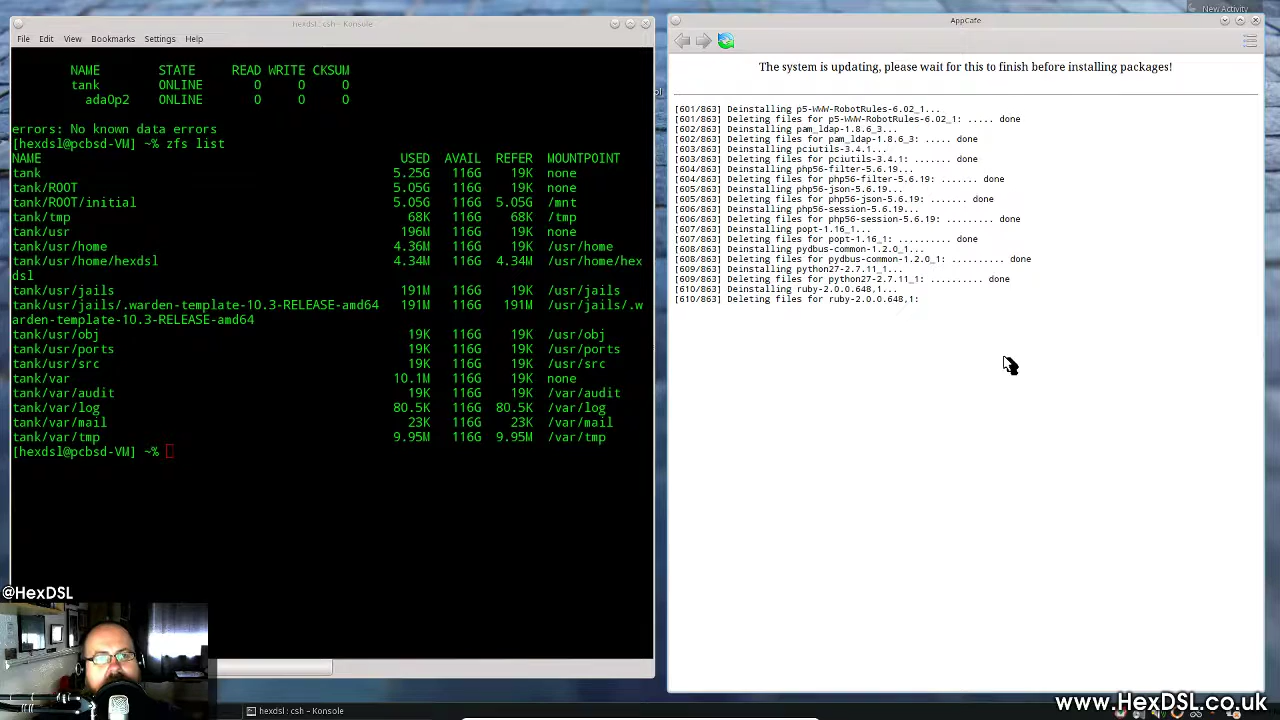 New Activity
hexdsl : csh – Konsole
File Edit View Bookmarks Settings Help
NAME STATE READ WRITE CKSUM
tank ONLINE 0 0 0
ada0p2 ONLINE 0 0 0
errors: No known data errors
[hexdsl@pcbsd-VM] ~% zfs list
NAME USED AVAIL REFER MOUNTPOINT
tank 5.25G 116G 19K none
tank/ROOT 5.05G 116G 19K none
tank/ROOT/initial 5.05G 116G 5.05G /mnt
tank/tmp 68K 116G 68K /tmp
tank/usr 196M 116G 19K none
tank/usr/home 4.36M 116G 19K /usr/home
tank/usr/home/hexdsl 4.34M 116G 4.34M /usr/home/hex
dsl
tank/usr/jails 191M 116G 19K /usr/jails
tank/usr/jails/.warden-template-10.3-RELEASE-amd64 191M 116G 191M /usr/jails/.w
arden-template-10.3-RELEASE-amd64
tank/usr/obj 19K 116G 19K /usr/obj
tank/usr/ports 19K 116G 19K /usr/ports
tank/usr/src 19K 116G 19K /usr/src
tank/var 10.1M 116G 19K none
tank/var/audit 19K 116G 19K /var/audit
tank/var/log 80.5K 116G 80.5K /var/log
tank/var/mail 23K 116G 23K /var/mail
tank/var/tmp 9.95M 116G 9.95M /var/tmp
[hexdsl@pcbsd-VM] ~%
AppCafe
The system is updating, please wait for this to finish before installing packages!
[601/863] Deinstalling p5-WWW-RobotRules-6.02_1...
[601/863] Deleting files for p5-WWW-RobotRules-6.02_1: ..... done
[602/863] Deinstalling pam_ldap-1.8.6_3...
[602/863] Deleting files for pam_ldap-1.8.6_3: ..... done
[603/863] Deinstalling pciutils-3.4.1...
[603/863] Deleting files for pciutils-3.4.1: ......... done
[604/863] Deinstalling php56-filter-5.6.19...
[604/863] Deleting files for php56-filter-5.6.19: ....... done
[605/863] Deinstalling php56-json-5.6.19...
[605/863] Deleting files for php56-json-5.6.19: ....... done
[606/863] Deinstalling php56-session-5.6.19...
[606/863] Deleting files for php56-session-5.6.19: ......... done
[607/863] Deinstalling popt-1.16_1...
[607/863] Deleting files for popt-1.16_1: .......... done
[608/863] Deinstalling pydbus-common-1.2.0_1...
[608/863] Deleting files for pydbus-common-1.2.0_1: .......... done
[609/863] Deinstalling python27-2.7.11_1...
[609/863] Deleting files for python27-2.7.11_1: .......... done
[610/863] Deinstalling ruby-2.0.0.648,1...
[610/863] Deleting files for ruby-2.0.0.648,1:
@HexDSL
www.HexDSL.co.uk
hexdsl : csh – Konsole